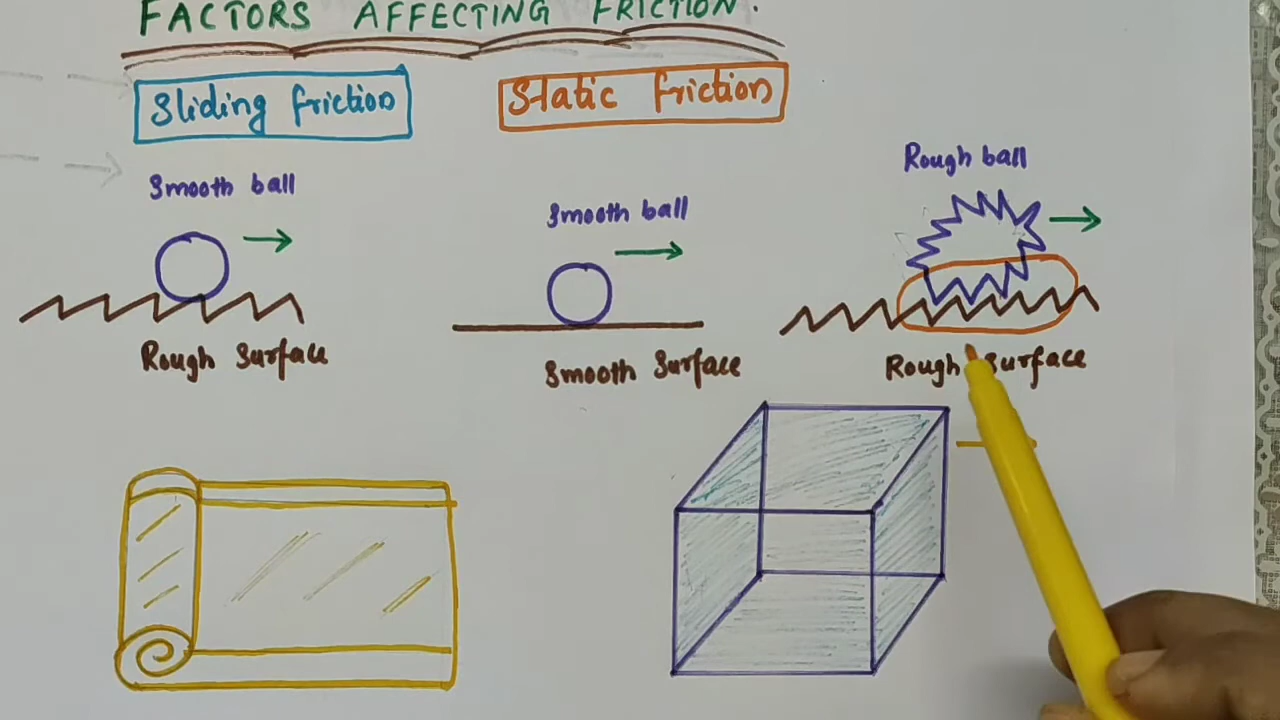 FACTORS AFFECTING FRICTION.
Sliding friction
Static friction
Smooth ball
Smooth ball
Rough ball
Rough Surface
Smooth Surface
Rough Surface